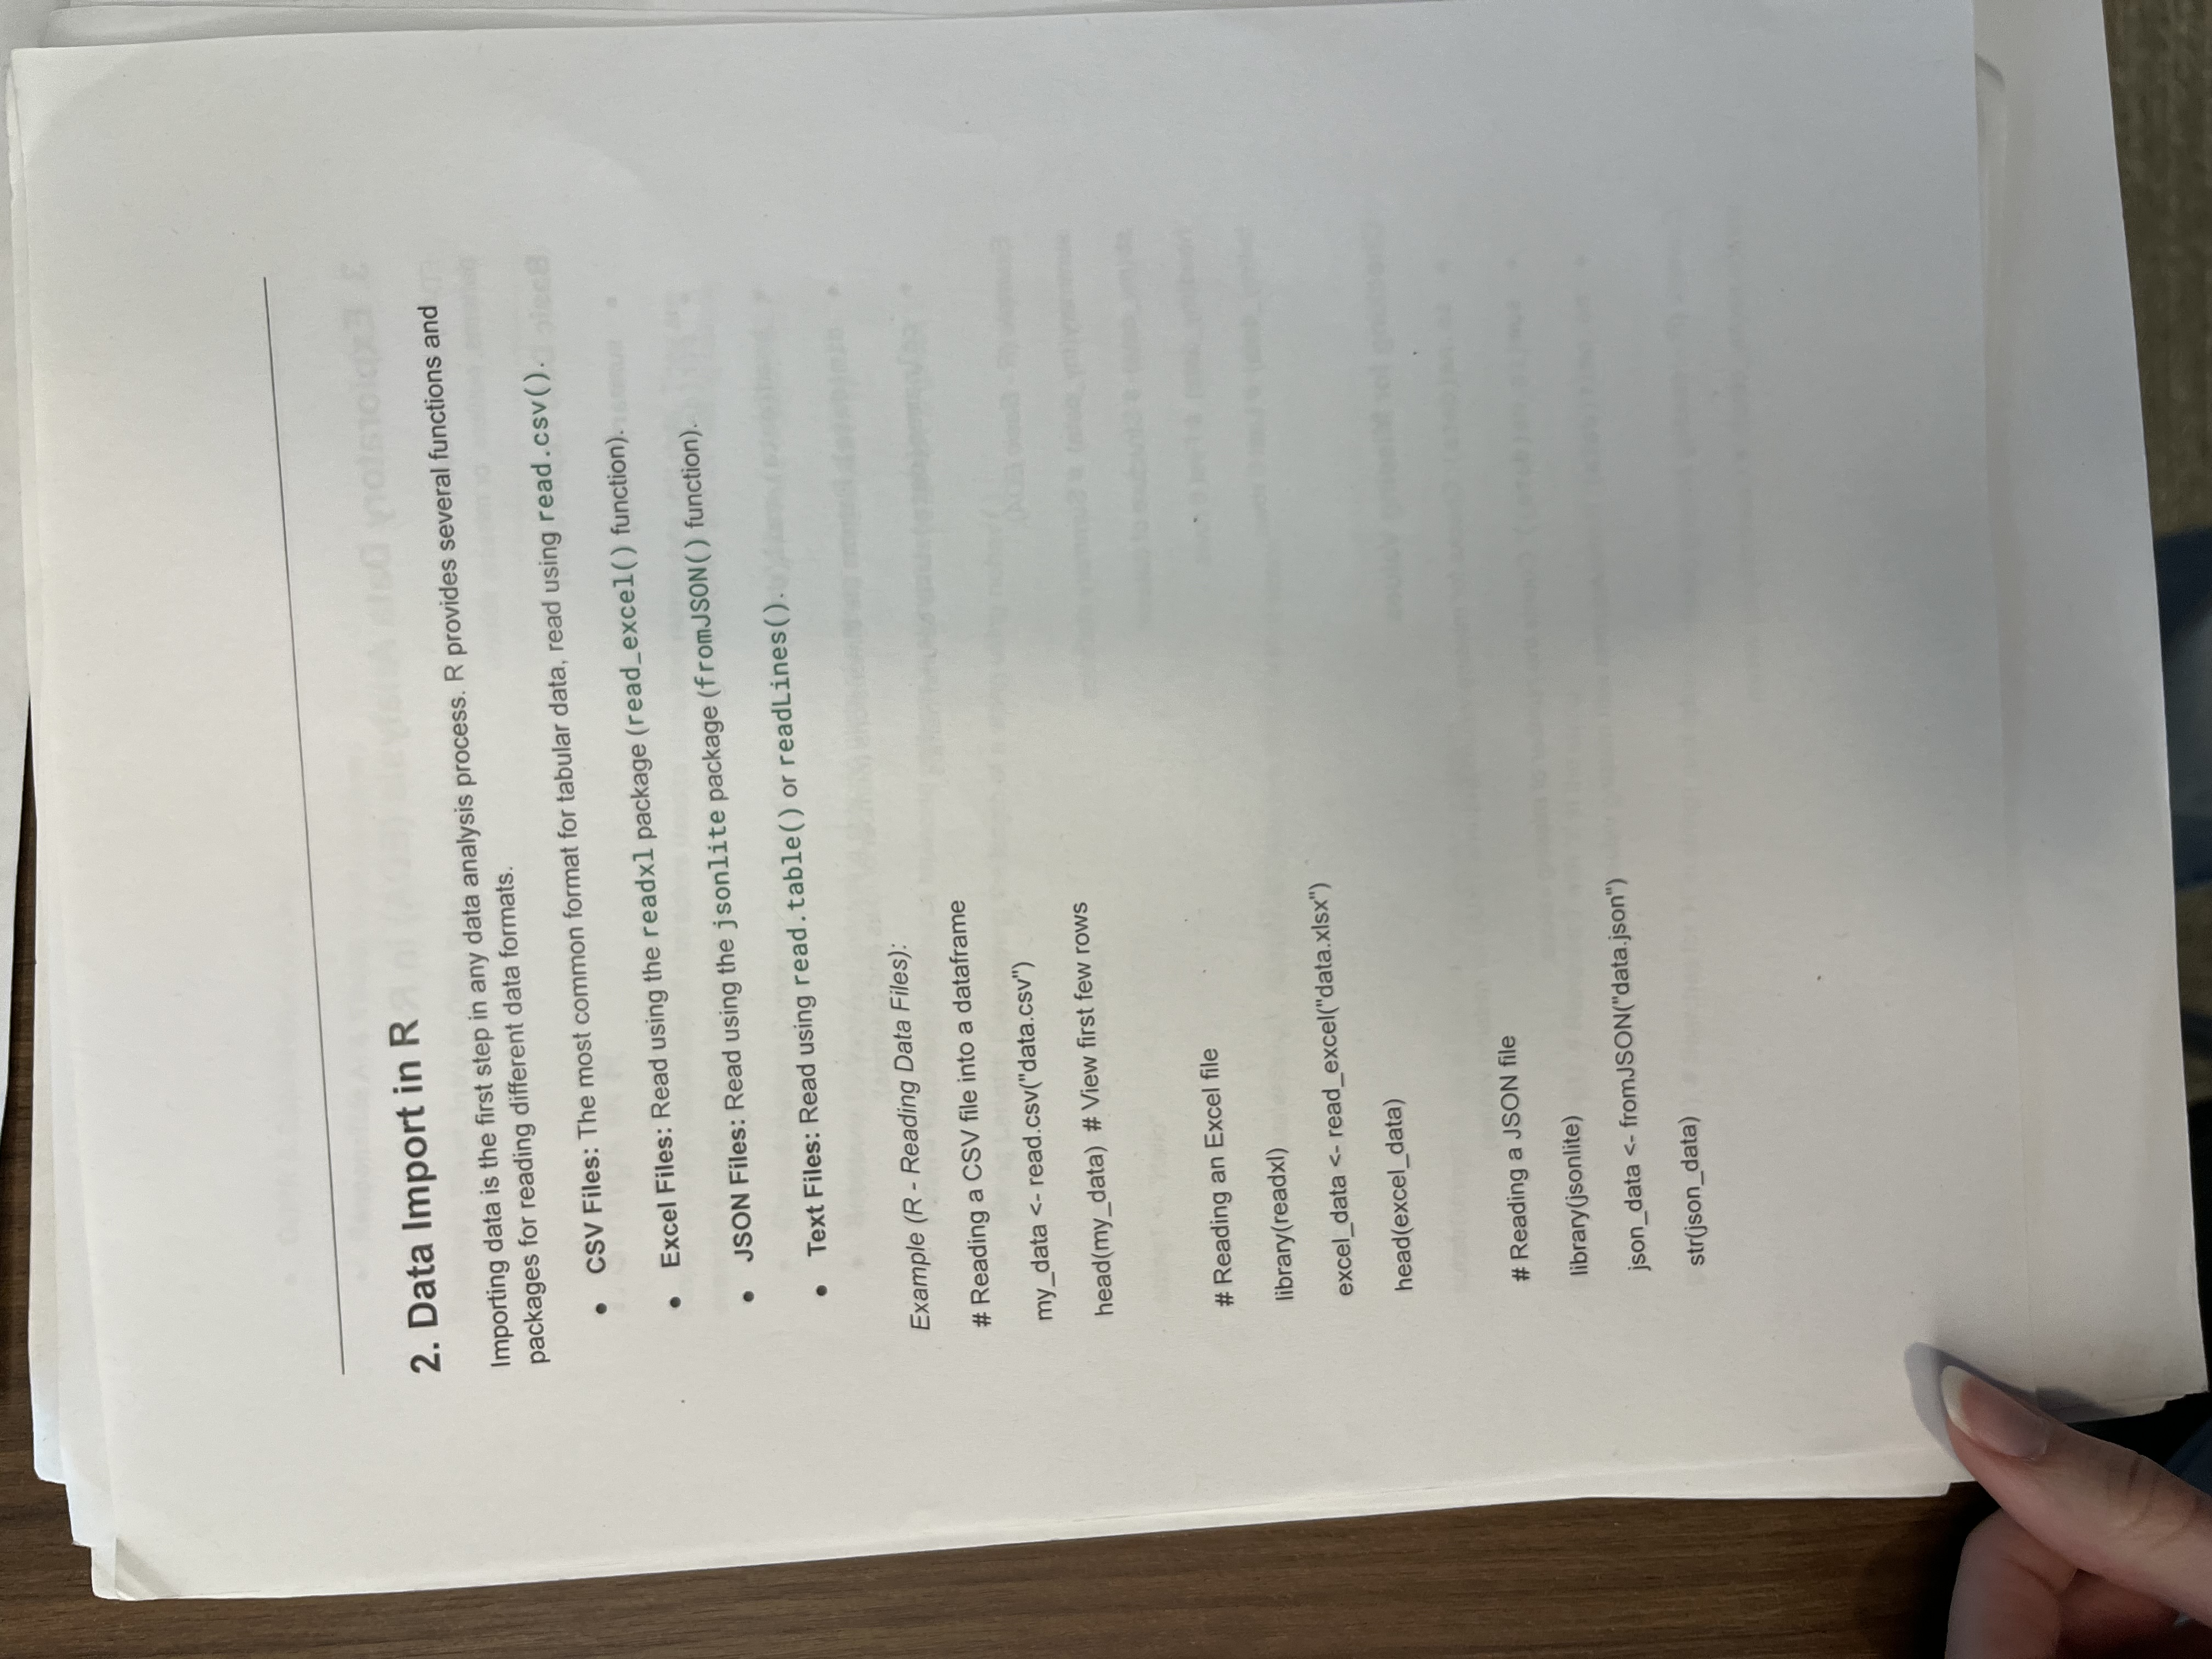 2. Data Import in R
Importing data is the first step in any data analysis process. R provides several functions and
packages for reading different data formats.
• CSV Files: The most common format for tabular data, read using read.csv().
• Excel Files: Read using the readxl package (read_excel() function).
• JSON Files: Read using the jsonlite package (fromJSON() function).
• Text Files: Read using read.table() or readLines().
Example (R - Reading Data Files):
# Reading a CSV file into a dataframe
my_data <- read.csv("data.csv")
head(my_data)  # View first few rows
# Reading an Excel file
library(readxl)
excel_data <- read_excel("data.xlsx")
head(excel_data)
# Reading a JSON file
library(jsonlite)
json_data <- fromJSON("data.json")
str(json_data)